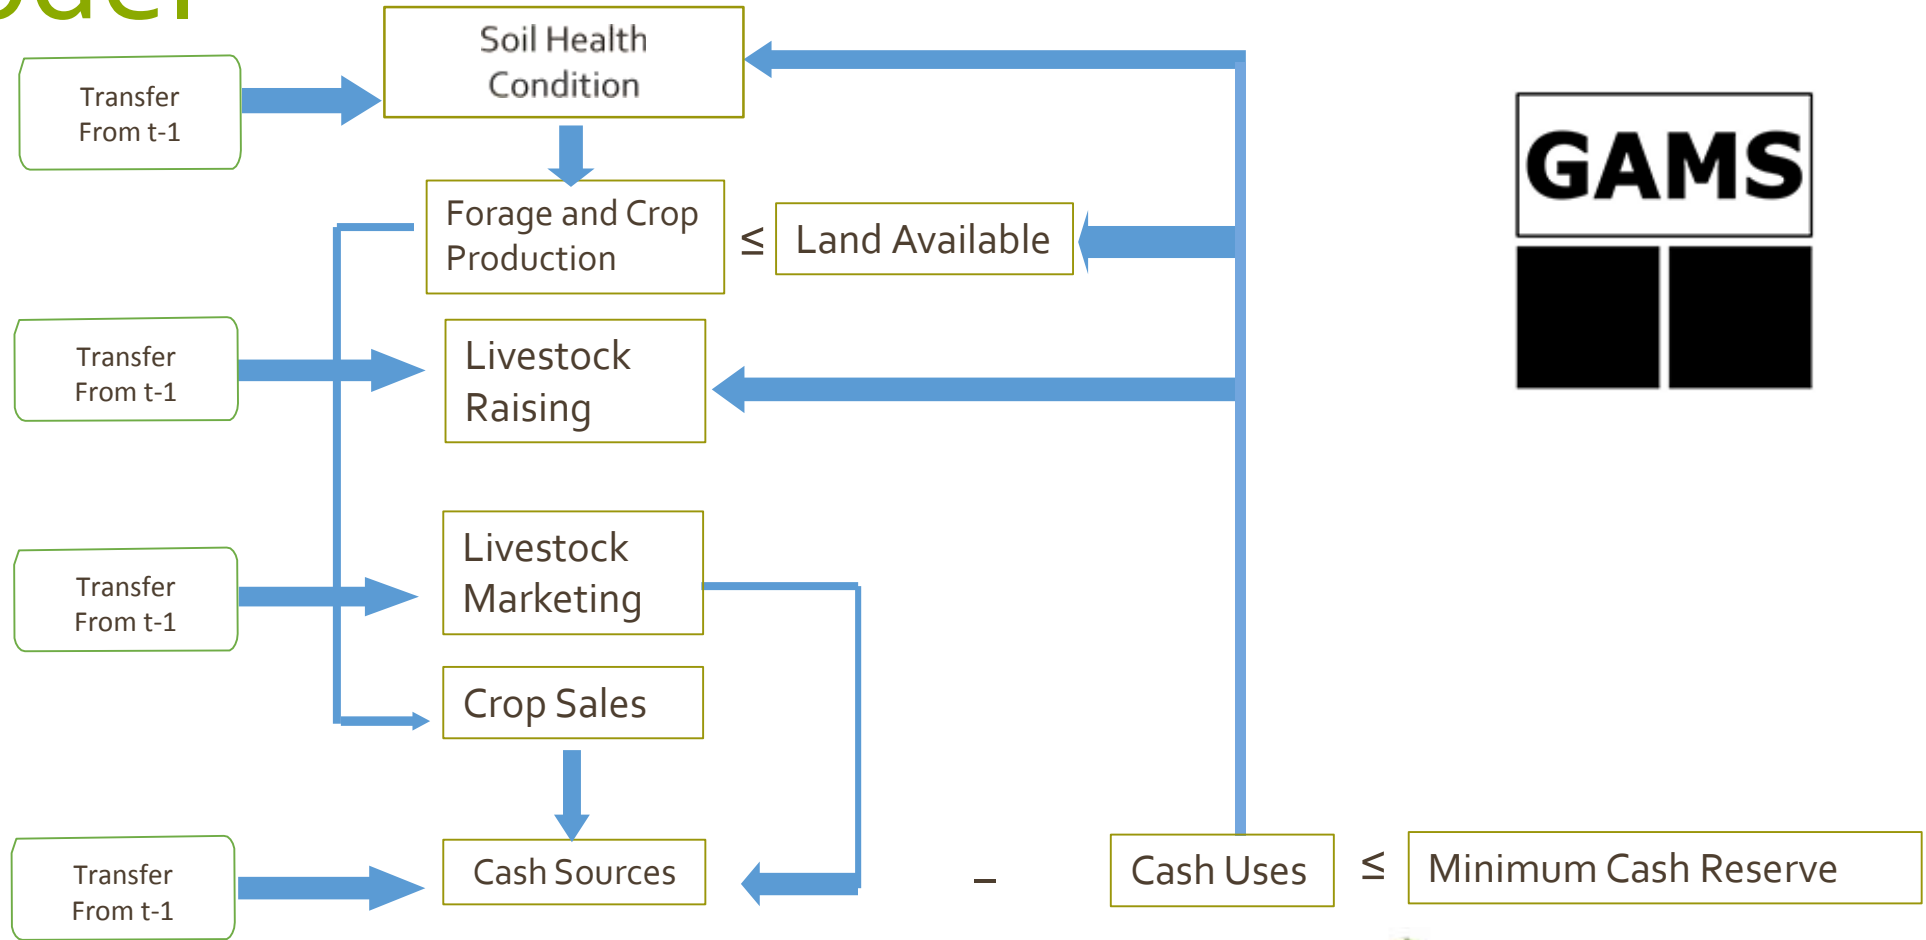 Soil Health
Condition
Transfer
From t-1
GAMS
Forage and Crop
Production
≤
Land Available
Transfer
From t-1
Livestock
Raising
Transfer
From t-1
Livestock
Marketing
Crop Sales
Transfer
From t-1
Cash Sources
–
Cash Uses
≤
Minimum Cash Reserve